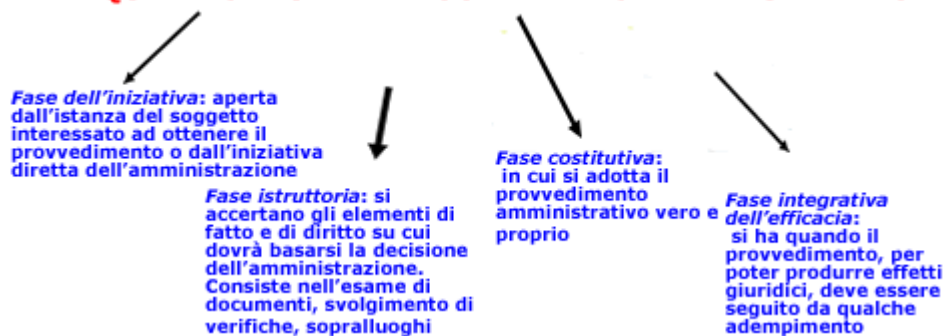 Fase dell'iniziativa: aperta
dall'istanza del soggetto
interessato ad ottenere il
provvedimento o dall'iniziativa
diretta dell'amministrazione
Fase istruttoria: si
accertano gli elementi di
fatto e di diritto su cui
dovrà basarsi la decisione
dell'amministrazione.
Consiste nell'esame di
documenti, svolgimento di
verifiche, sopralluoghi
Fase costitutiva:
in cui si adotta il
provvedimento
amministrativo vero e
proprio
Fase integrativa
dell'efficacia:
si ha quando il
provvedimento, per
poter produrre effetti
giuridici, deve essere
seguito da qualche
adempimento